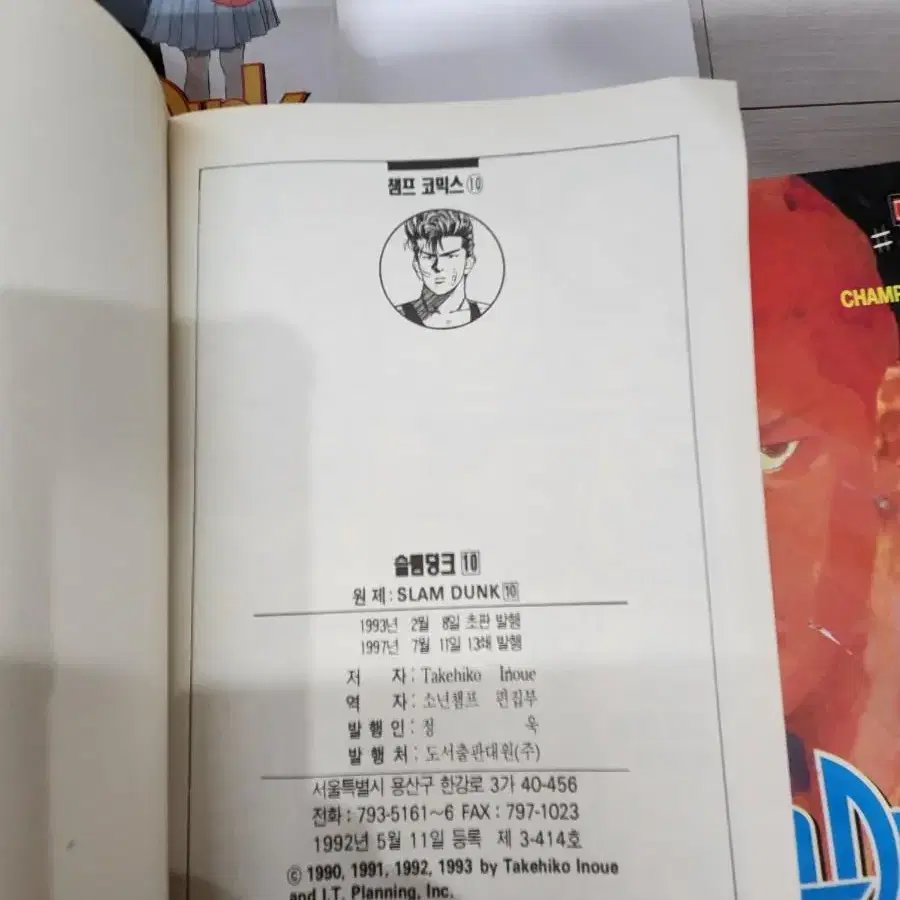 챔프 코믹스⑩
슬램덩크 10
원 제 : SLAM DUNK 10
1993년 2월 8일 초판 발행
1997년 7월 11일 13쇄 발행
저 자 : Takehiko Inoue
역 자 : 소년챔프 편집부
발 행 인 : 정 욱
발 행 처 : 도서출판대원(주)
서울특별시 용산구 한강로 3가 40-456
전화 : 793-5161~6 FAX : 797-1023
1992년 5월 11일 등록 제 3-414호
© 1990, 1991, 1992, 1993 by Takehiko Inoue
and I.T. Planning, Inc.
#
CHAMP